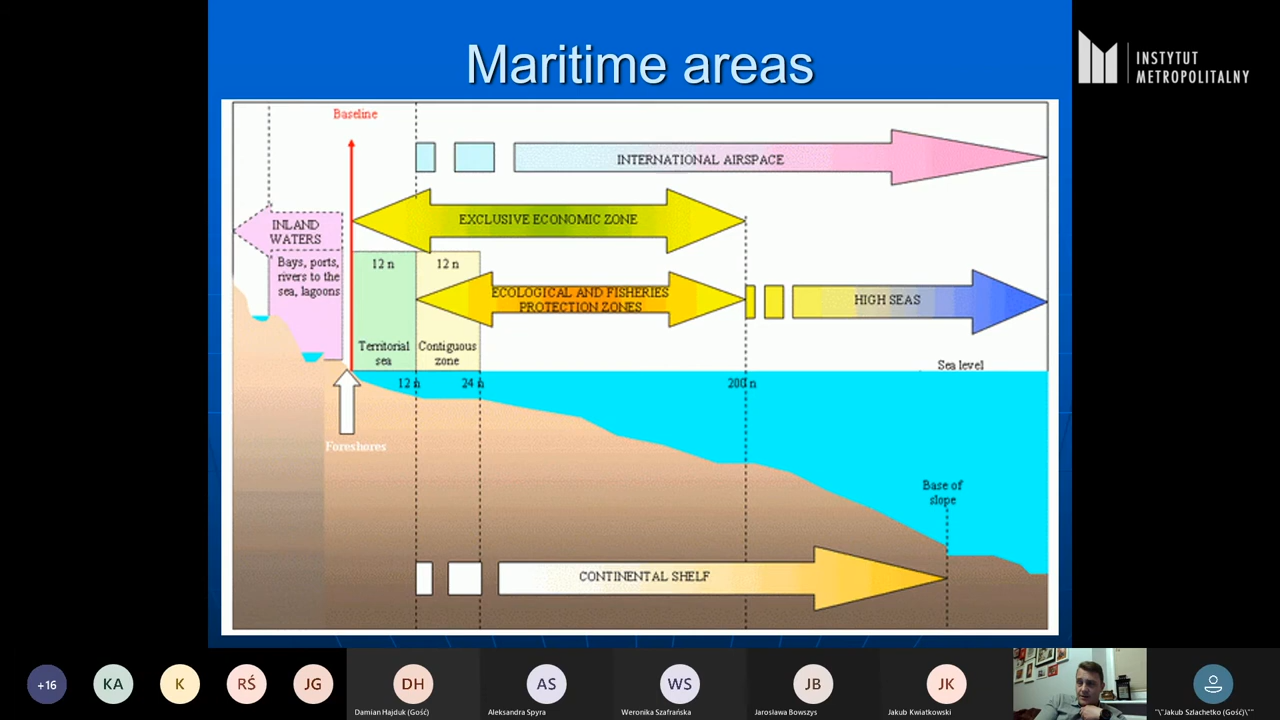 Maritime areas
INSTYTUT
METROPOLITALNY
Baseline
INTERNATIONAL AIRSPACE
EXCLUSIVE ECONOMIC ZONE
INLAND
WATERS
Bays, ports,
rivers to the
sea, lagoons
12 n
12 n
ECOLOGICAL AND FISHERIES
PROTECTION ZONES
HIGH SEAS
Territorial
sea
Contiguous
zone
Sea level
12 n
24 n
200 n
Foreshores
Base of
slope
CONTINENTAL SHELF
+16
KA
K
RŚ
JG
DH
Damian Hajduk (Gość)
AS
Aleksandra Spyra
WS
Weronika Szafrańska
JB
Jarosława Bowszys
JK
Jakub Kwiatkowski
"\"Jakub Szlachetko (Gość)\""